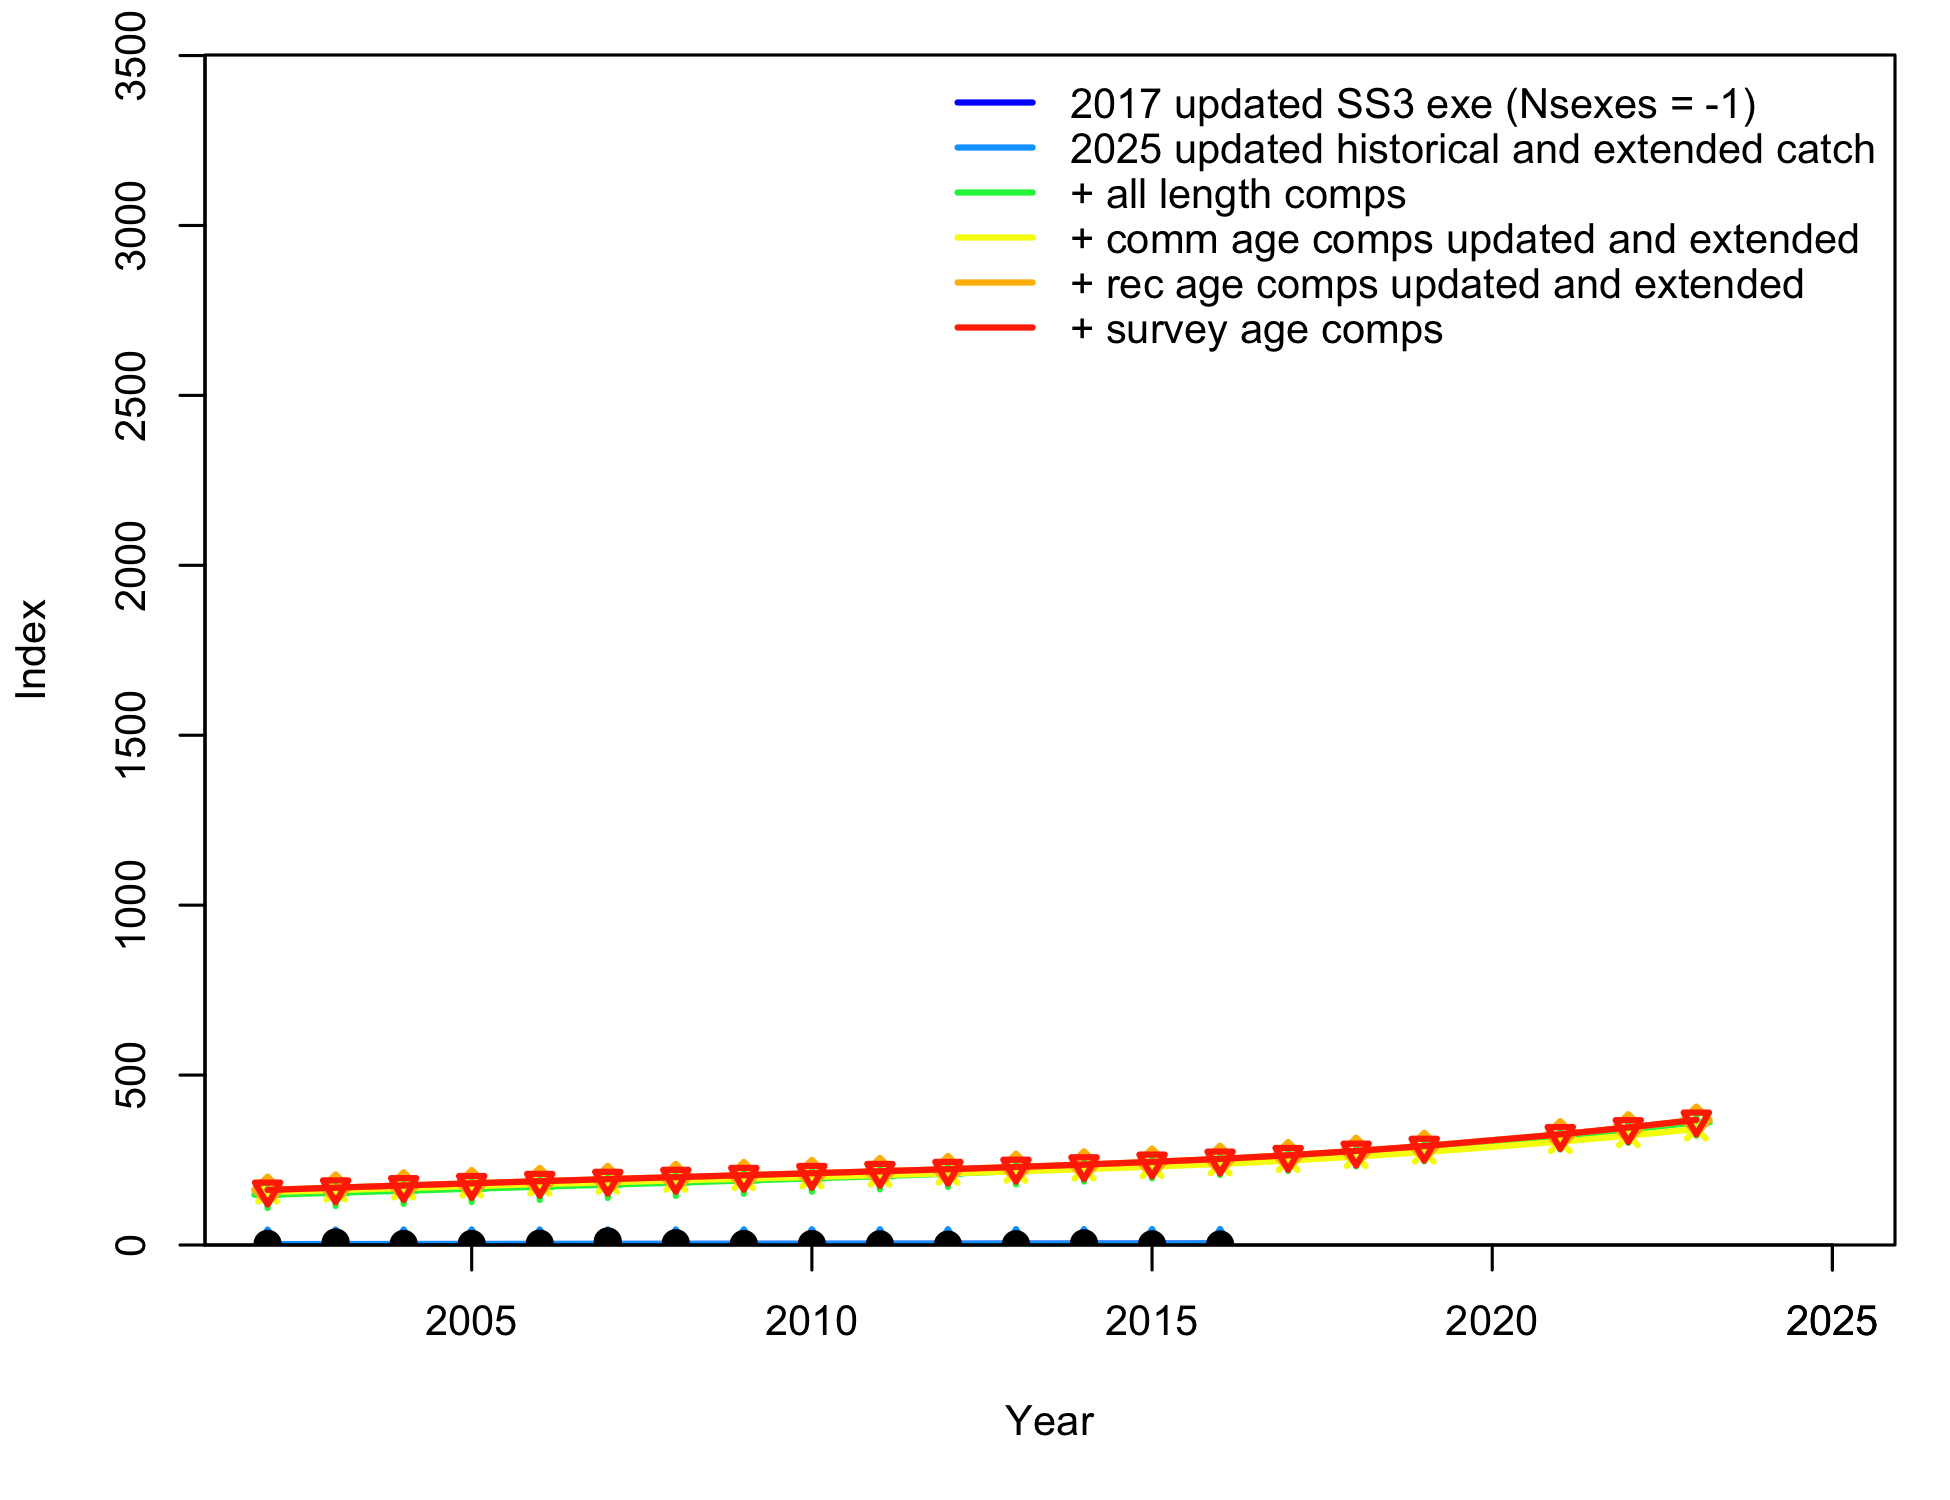 3500
3000
2500
2000
1500
1000
500
0
Index
2017 updated SS3 exe (Nsexes = -1)
2025 updated historical and extended catch
+ all length comps
+ comm age comps updated and extended
+ rec age comps updated and extended
+ survey age comps
2005 2010 2015 2020 2025
Year